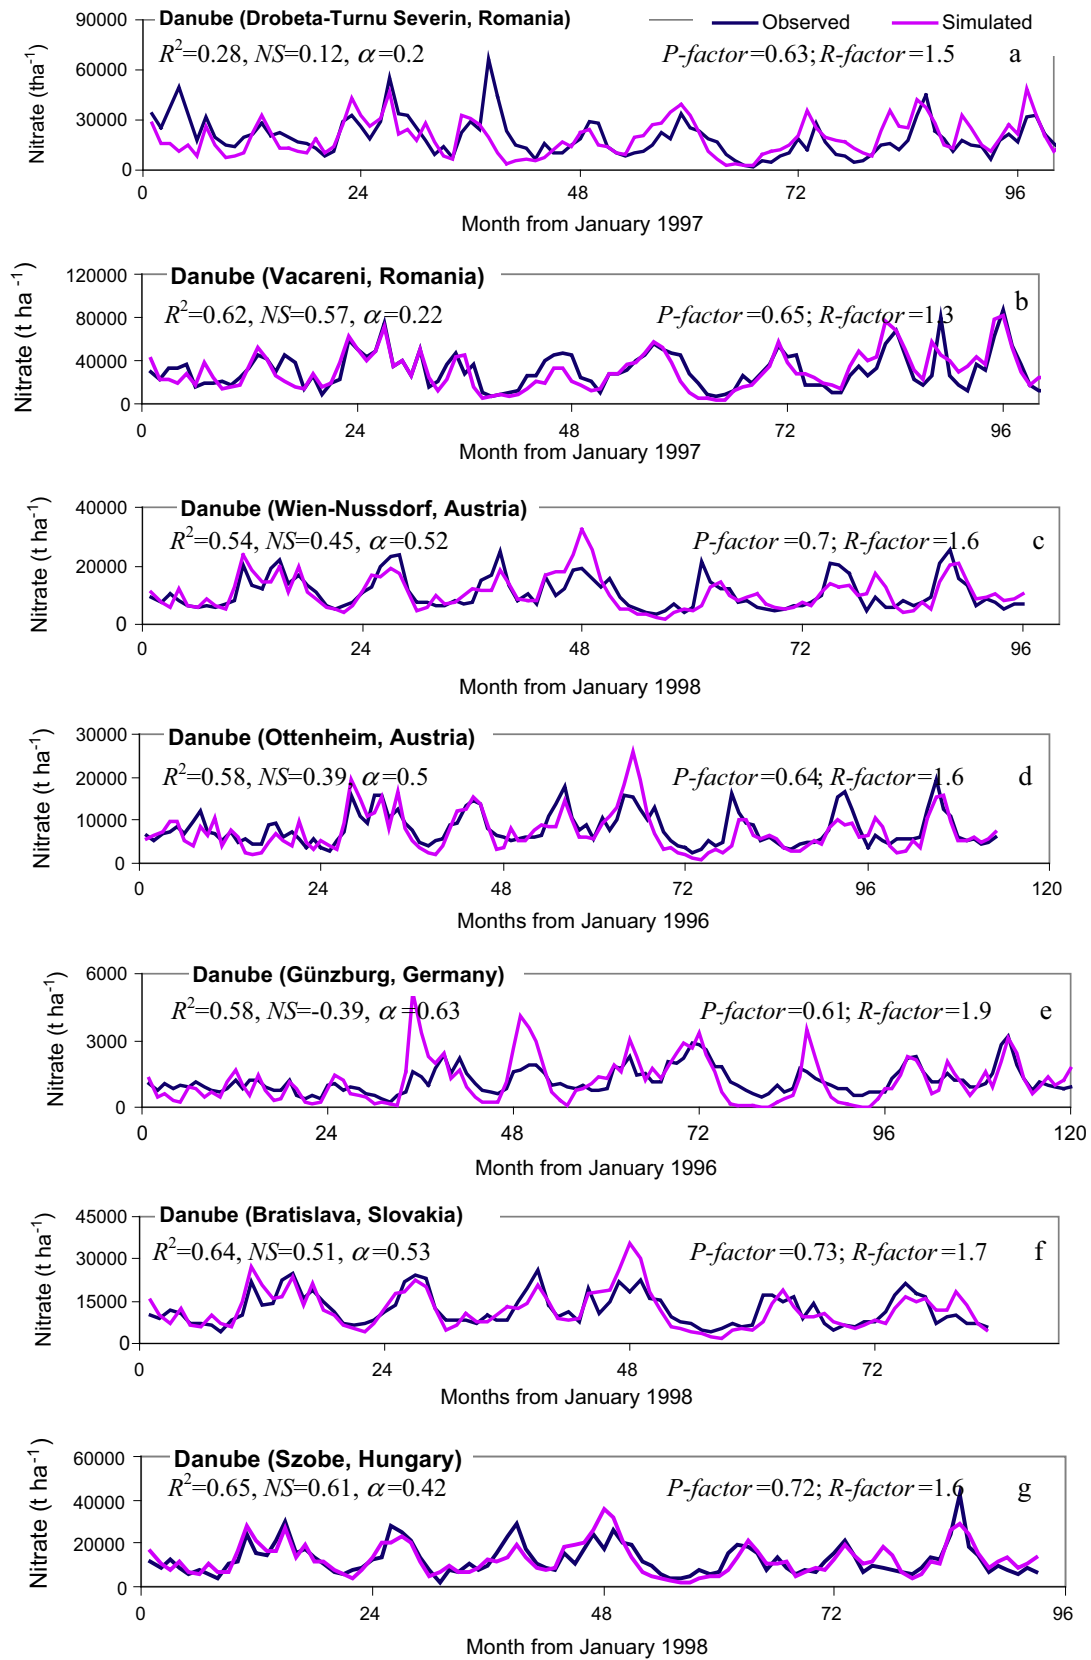 Danube (Drobeta-Turnu Severin, Romania)
Observed
Simulated
R²=0.28, NS=0.12, α=0.2
P-factor=0.63; R-factor=1.5
a
Nitrate (tha⁻¹)
90000
60000
30000
0
0 24 48 72 96
Month from January 1997
Danube (Vacareni, Romania)
R²=0.62, NS=0.57, α=0.22
P-factor=0.65; R-factor=1.3
b
Nitrate (t ha⁻¹)
120000
80000
40000
0
0 24 48 72 96
Month from January 1997
Danube (Wien-Nussdorf, Austria)
R²=0.54, NS=0.45, α=0.52
P-factor=0.7; R-factor=1.6
c
Nitrate (t ha⁻¹)
40000
20000
0
0 24 48 72 96
Month from January 1998
Danube (Ottenheim, Austria)
R²=0.58, NS=0.39, α=0.5
P-factor=0.64; R-factor=1.6
d
Nitrate (t ha⁻¹)
30000
20000
10000
0
0 24 48 72 96 120
Months from January 1996
Danube (Günzburg, Germany)
R²=0.58, NS=-0.39, α=0.63
P-factor=0.61; R-factor=1.9
e
Nitrate (t ha⁻¹)
6000
3000
0
0 24 48 72 96 120
Month from January 1996
Danube (Bratislava, Slovakia)
R²=0.64, NS=0.51, α=0.53
P-factor=0.73; R-factor=1.7
f
Nitrate (t ha⁻¹)
45000
30000
15000
0
0 24 48 72
Months from January 1998
Danube (Szobe, Hungary)
R²=0.65, NS=0.61, α=0.42
P-factor=0.72; R-factor=1.6
g
Nitrate (t ha⁻¹)
60000
40000
20000
0
0 24 48 72 96
Month from January 1998